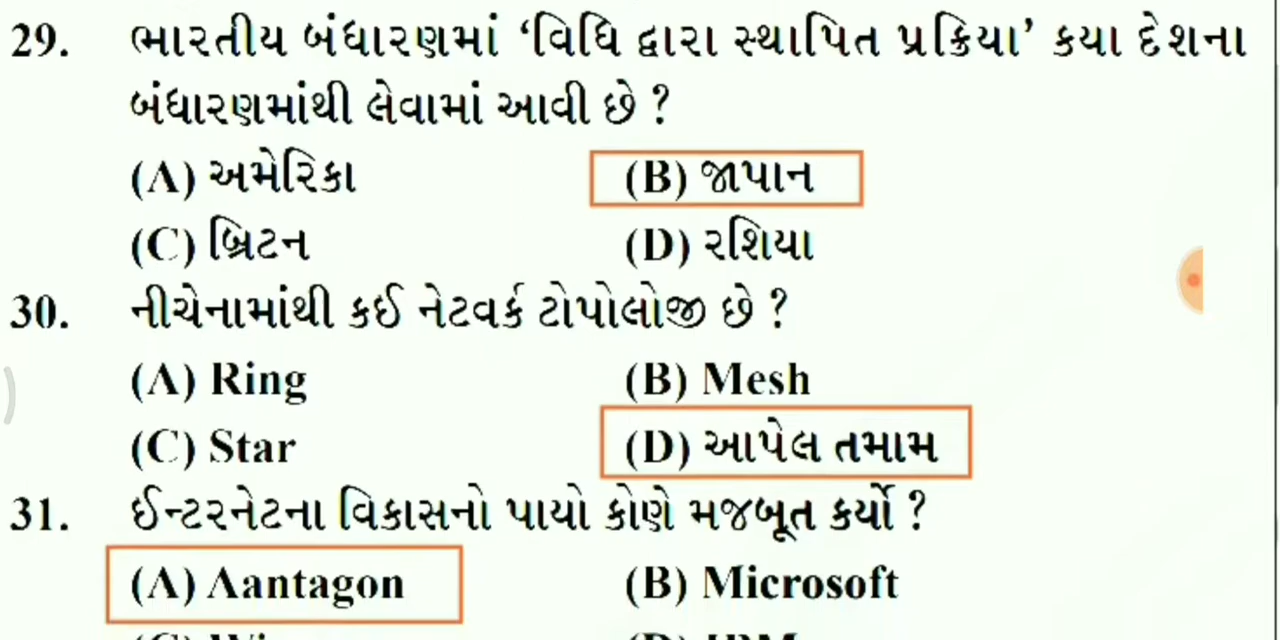 29. ભારતીય બંધારણમાં ‘વિધિ દ્વારા સ્થાપિત પ્રક્રિયા’ કયા દેશના
બંધારણમાંથી લેવામાં આવી છે ?
(A) અમેરિકા (B) જાપાન
(C) બ્રિટન (D) રશિયા
30. નીચેનામાંથી કઈ નેટવર્ક ટોપોલોજી છે ?
(A) Ring (B) Mesh
(C) Star (D) આપેલ તમામ
31. ઈન્ટરનેટના વિકાસનો પાયો કોણે મજબૂત કર્યો ?
(A) Aantagon (B) Microsoft